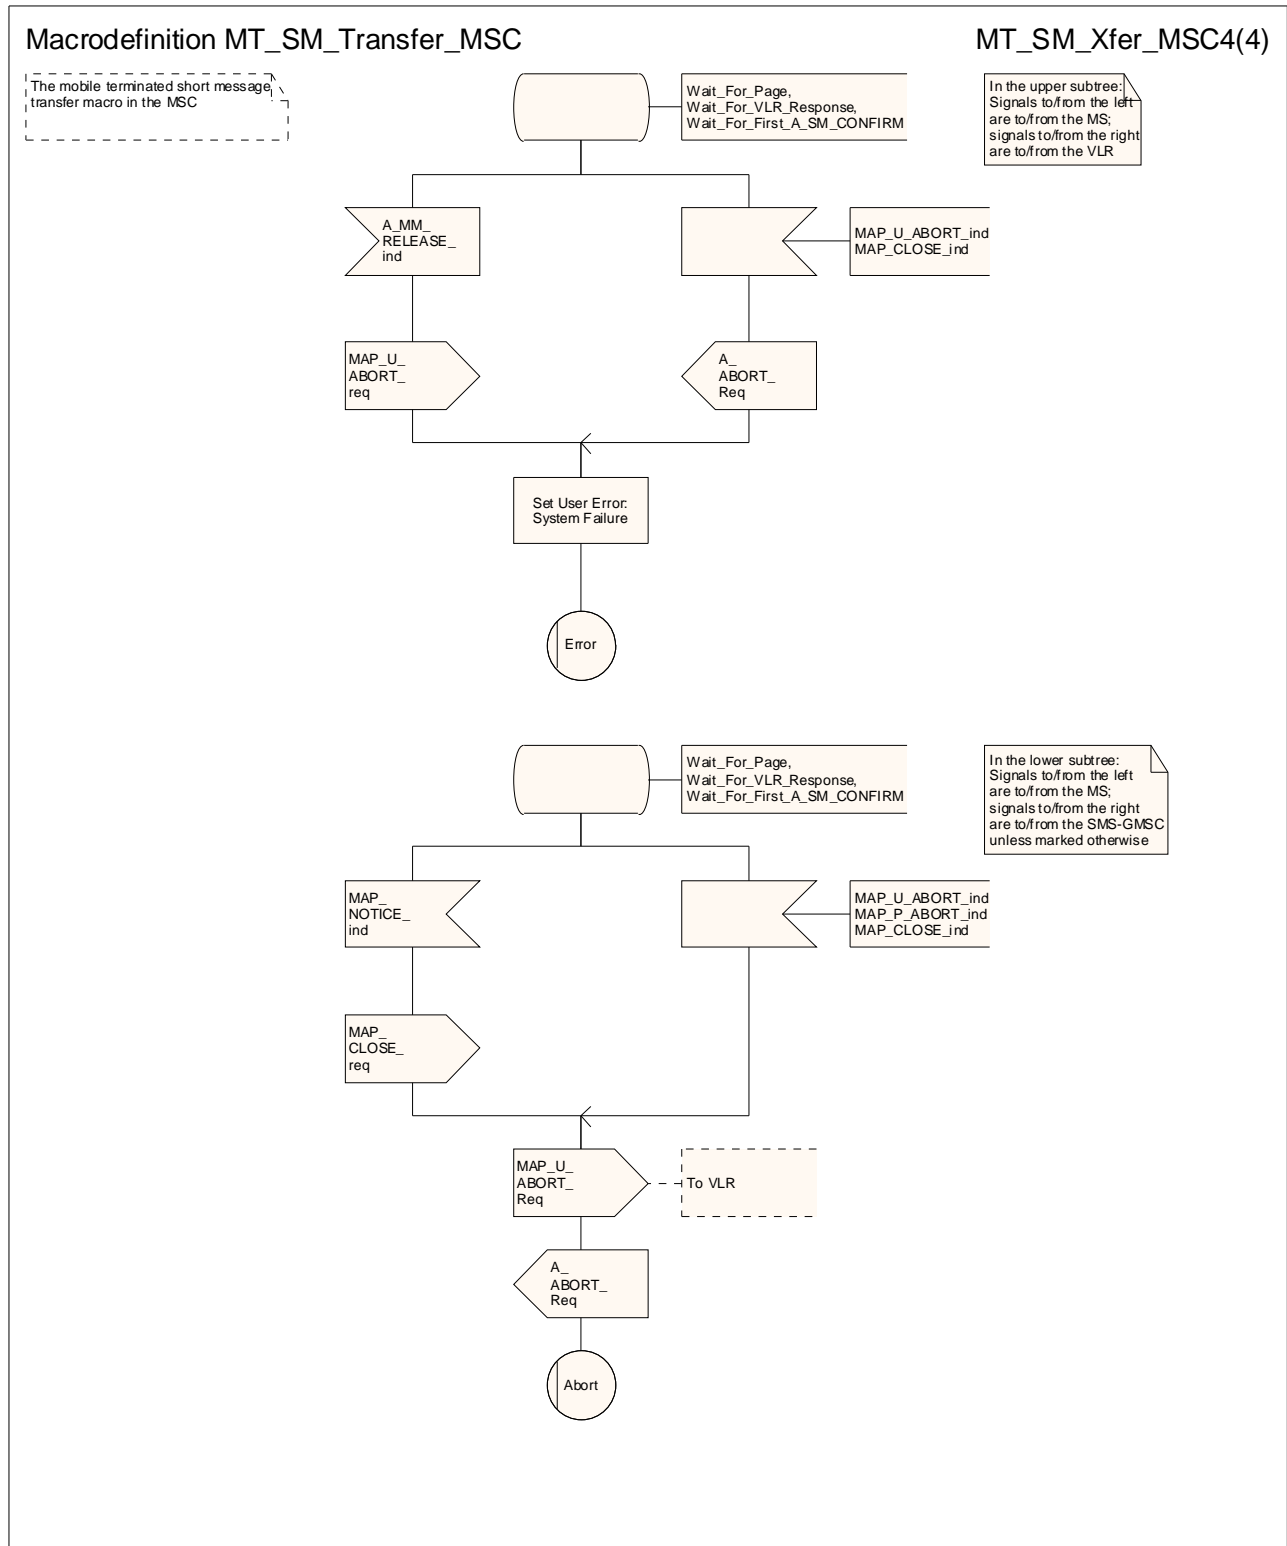 Macrodefinition MT_SM_Transfer_MSC
MT_SM_Xfer_MSC4(4)
The mobile terminated short message
transfer macro in the MSC
Wait_For_Page,
Wait_For_VLR_Response,
Wait_For_First_A_SM_CONFIRM
In the upper subtree:
Signals to/from the left
are to/from the MS;
signals to/from the right
are to/from the VLR
A_MM_
RELEASE_
ind
MAP_U_ABORT_ind
MAP_CLOSE_ind
MAP_U_
ABORT_
req
A_
ABORT_
Req
Set User Error:
System Failure
Error
Wait_For_Page,
Wait_For_VLR_Response,
Wait_For_First_A_SM_CONFIRM
In the lower subtree:
Signals to/from the left
are to/from the MS;
signals to/from the right
are to/from the SMS-GMSC
unless marked otherwise
MAP_
NOTICE_
ind
MAP_U_ABORT_ind
MAP_P_ABORT_ind
MAP_CLOSE_ind
MAP_
CLOSE_
req
MAP_U_
ABORT_
Req
To VLR
A_
ABORT_
Req
Abort